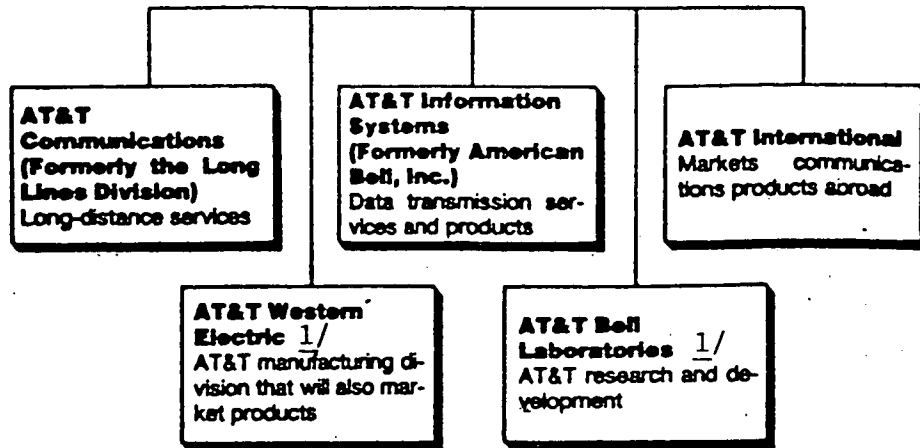 AT&T
Communications
(Formerly the Long
Lines Division)
Long-distance services
AT&T Information
Systems
(Formerly American
Bell, Inc.)
Data transmission ser-
vices and products
AT&T International
Markets communica-
tions products abroad
AT&T Western
Electric 1/
AT&T manufacturing di-
vision that will also mar-
ket products
AT&T Bell
Laboratories 1/
AT&T research and de-
velopment